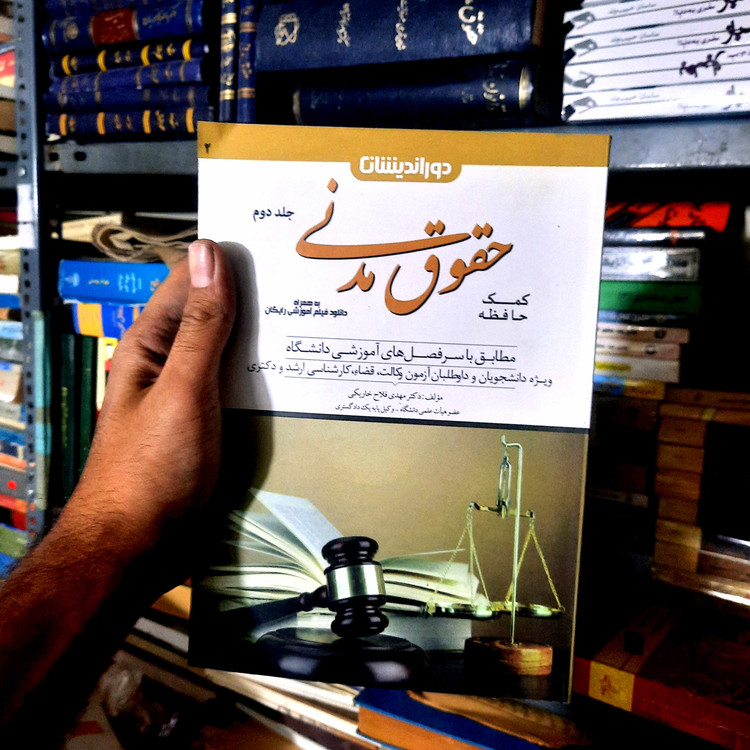 ۲
دوراندیشان
جلد دوم
حقوق مدنی
کمک
حافظه
به همراه
دانلود فیلم آموزشی رایگان
مطابق با سرفصل‌های آموزشی دانشگاه
ویژه دانشجویان و داوطلبان آزمون وکالت، قضاء، کارشناسی ارشد و دکتری
مؤلف: دکتر مهدی فلاح خاریکی
عضو هیات علمی دانشگاه - وکیل پایه یک دادگستری